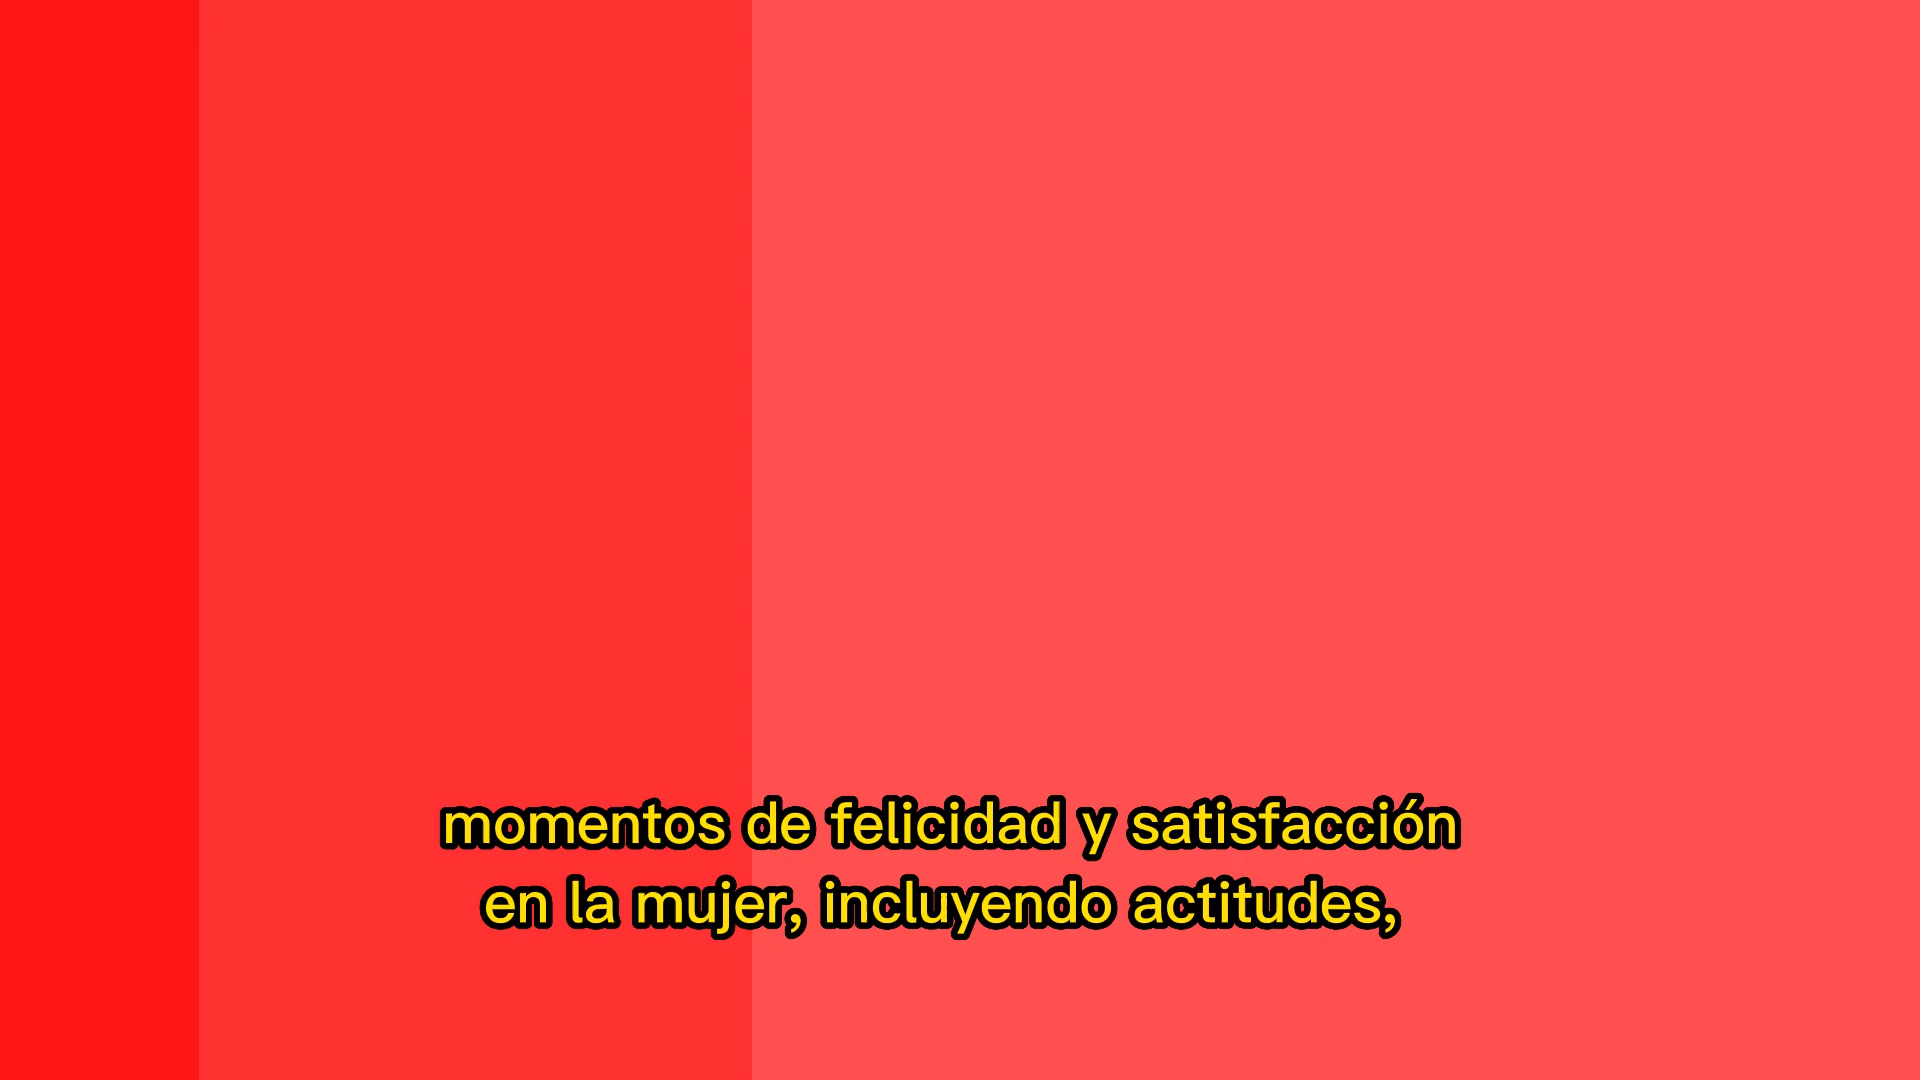 momentos de felicidad y satisfacción
en la mujer, incluyendo actitudes,